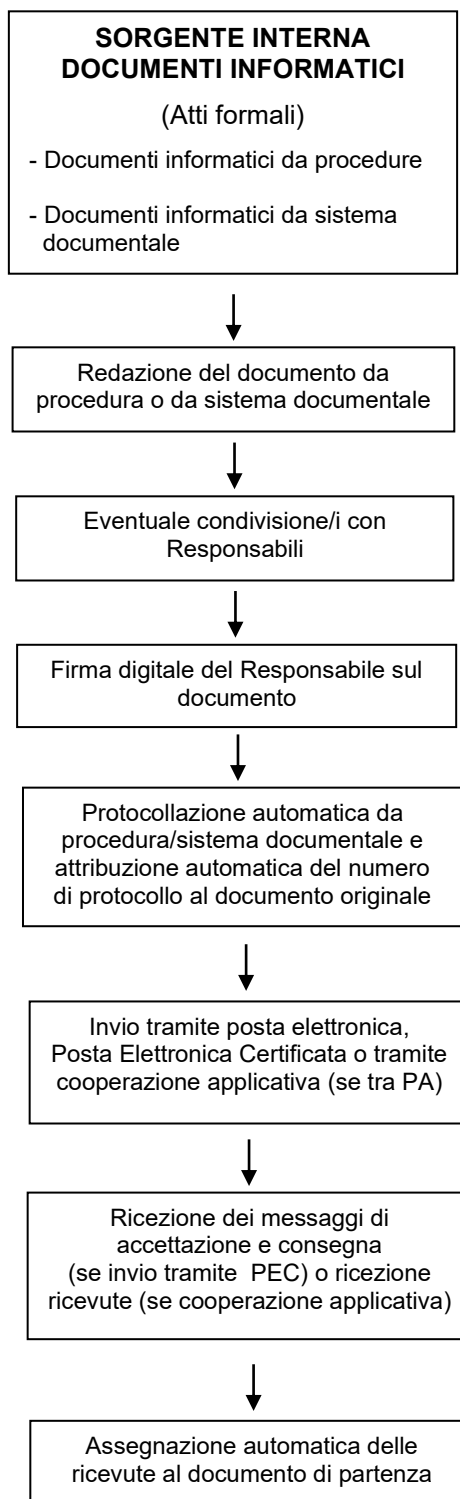 SORGENTE INTERNA
DOCUMENTI INFORMATICI
(Atti formali)
- Documenti informatici da procedure
- Documenti informatici da sistema
documentale
Redazione del documento da
procedura o da sistema documentale
Eventuale condivisione/i con
Responsabili
Firma digitale del Responsabile sul
documento
Protocollazione automatica da
procedura/sistema documentale e
attribuzione automatica del numero
di protocollo al documento originale
Invio tramite posta elettronica,
Posta Elettronica Certificata o tramite
cooperazione applicativa (se tra PA)
Ricezione dei messaggi di
accettazione e consegna
(se invio tramite PEC) o ricezione
ricevute (se cooperazione applicativa)
Assegnazione automatica delle
ricevute al documento di partenza